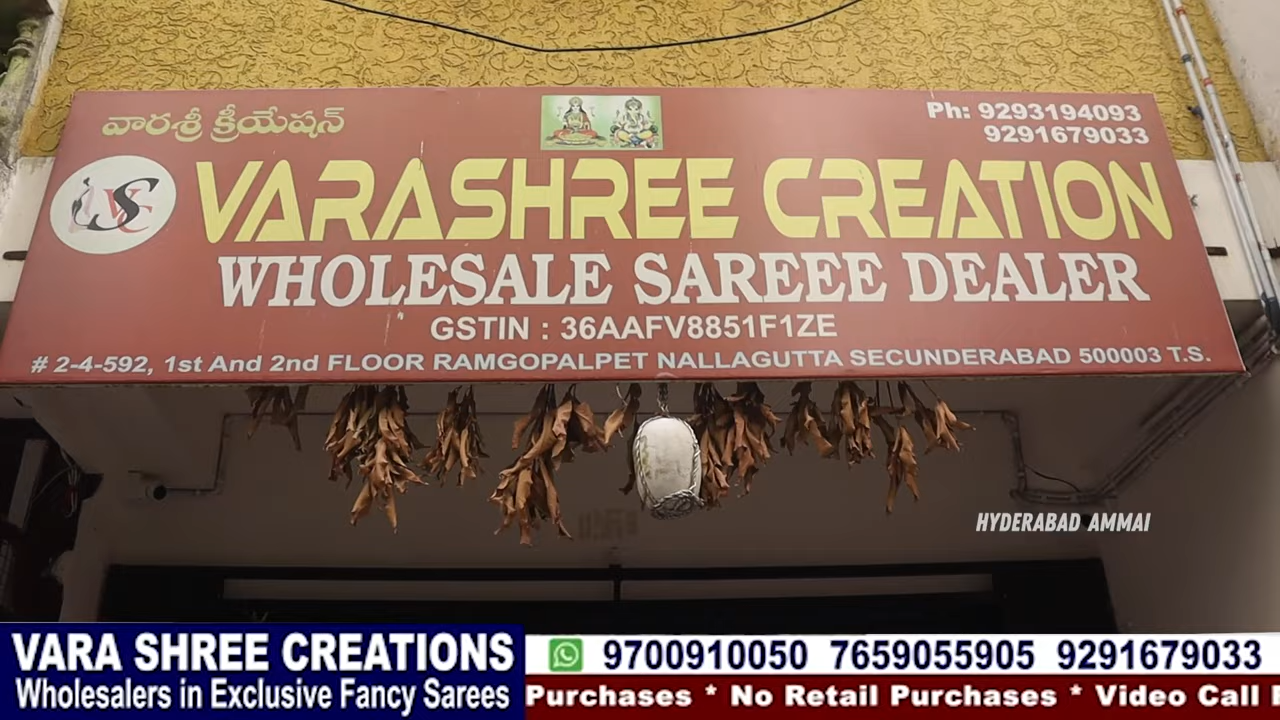 వారశ్రీ క్రీయేషన్
Ph: 9293194093
9291679033
VSC
VARASHREE CREATION
WHOLESALE SAREEE DEALER
GSTIN : 36AAFV8851F1ZE
# 2-4-592, 1st And 2nd FLOOR RAMGOPALPET NALLAGUTTA SECUNDERABAD 500003 T.S.
HYDERABAD AMMAI
VARA SHREE CREATIONS
9700910050 7659055905 9291679033
Wholesalers in Exclusive Fancy Sarees
Purchases * No Retail Purchases * Video Call